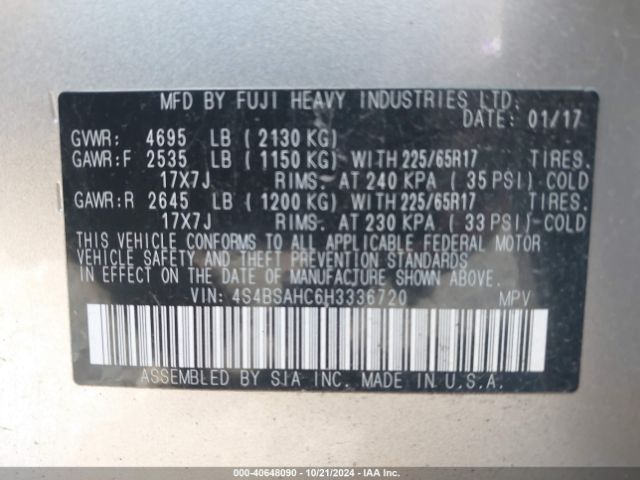 MFD BY FUJI HEAVY INDUSTRIES LTD.
DATE: 01/17
GVWR: 4695 LB ( 2130 KG)
GAWR:F 2535 LB ( 1150 KG) WITH 225/65R17 TIRES.
17X7J RIMS. AT 240 KPA ( 35 PSI) COLD
GAWR:R 2645 LB ( 1200 KG) WITH 225/65R17 TIRES.
17X7J RIMS. AT 230 KPA ( 33 PSI) COLD
THIS VEHICLE CONFORMS TO ALL APPLICABLE FEDERAL MOTOR
VEHICLE SAFETY AND THEFT PREVENTION STANDARDS
IN EFFECT ON THE DATE OF MANUFACTURE SHOWN ABOVE.
VIN: 4S4BSAHC6H3336720 MPV
ASSEMBLED BY SIA INC. MADE IN U.S.A.
000-40648090 - 10/21/2024 - IAA Inc.